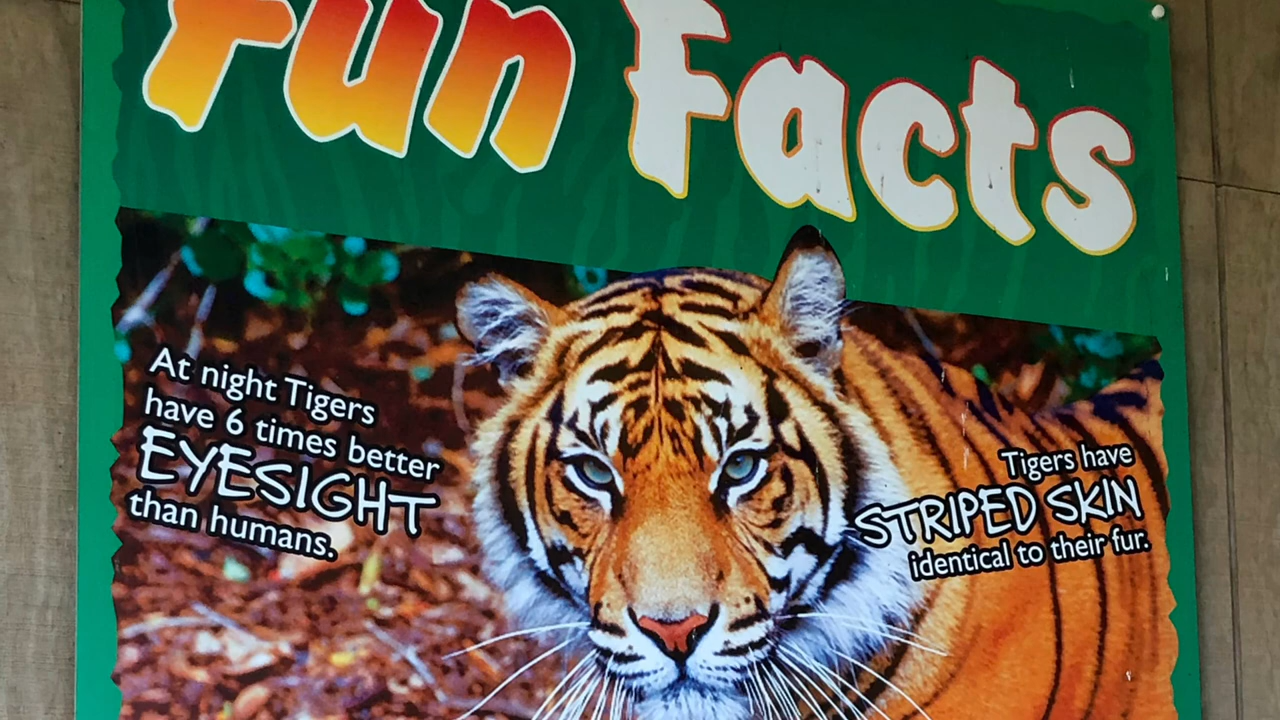 Fun Facts
At night Tigers
have 6 times better
EYESIGHT
than humans.
Tigers have
STRIPED SKIN
identical to their fur.